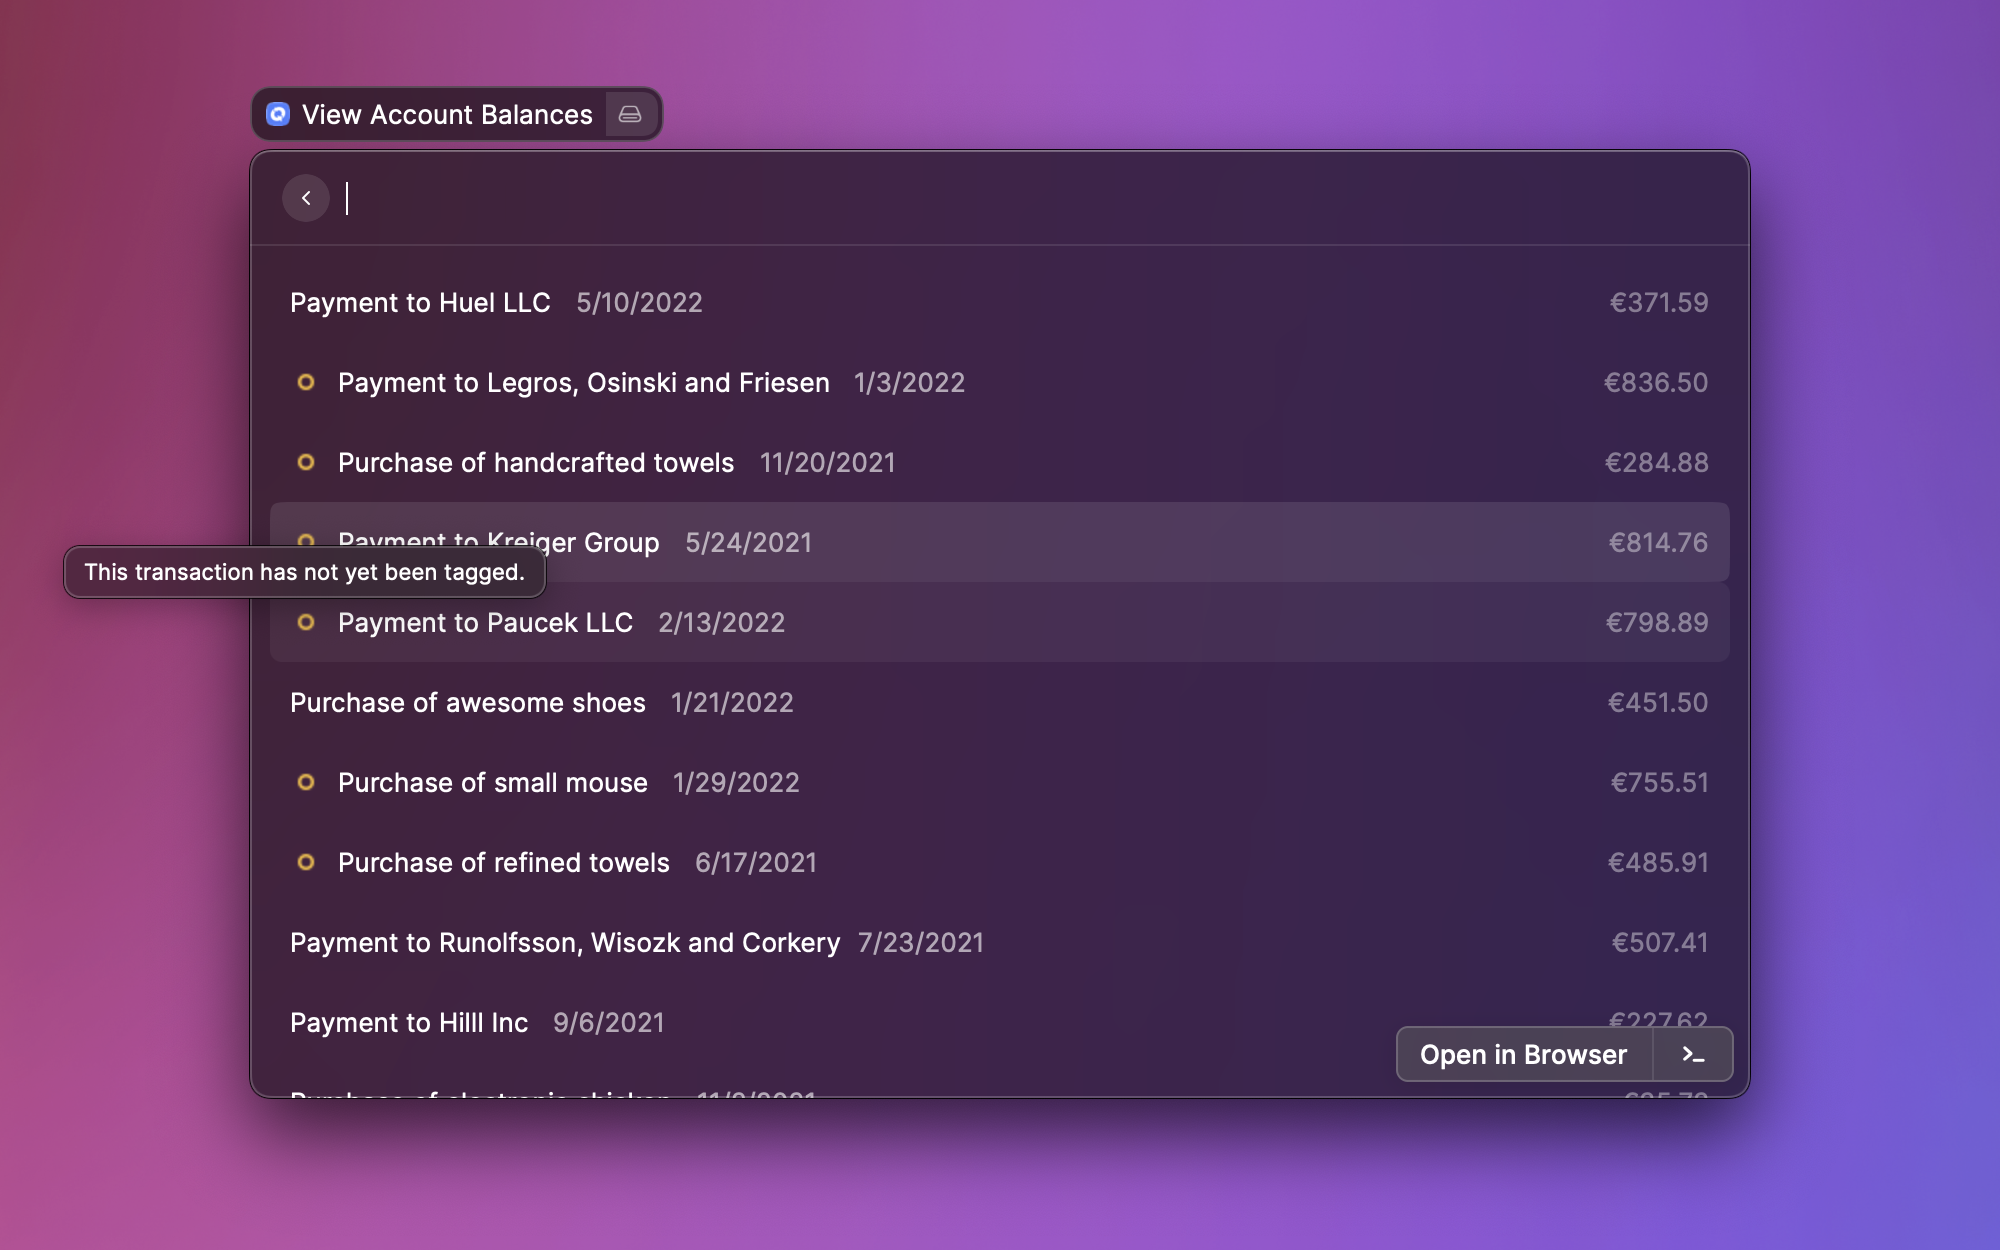 View Account Balances
Payment to Huel LLC 5/10/2022 €371.59
Payment to Legros, Osinski and Friesen 1/3/2022 €836.50
Purchase of handcrafted towels 11/20/2021 €284.88
Payment to Kreiger Group 5/24/2021 €814.76
This transaction has not yet been tagged.
Payment to Paucek LLC 2/13/2022 €798.89
Purchase of awesome shoes 1/21/2022 €451.50
Purchase of small mouse 1/29/2022 €755.51
Purchase of refined towels 6/17/2021 €485.91
Payment to Runolfsson, Wisozk and Corkery 7/23/2021 €507.41
Payment to Hilll Inc 9/6/2021 €227.62
Open in Browser
Purchase of electronic chicken